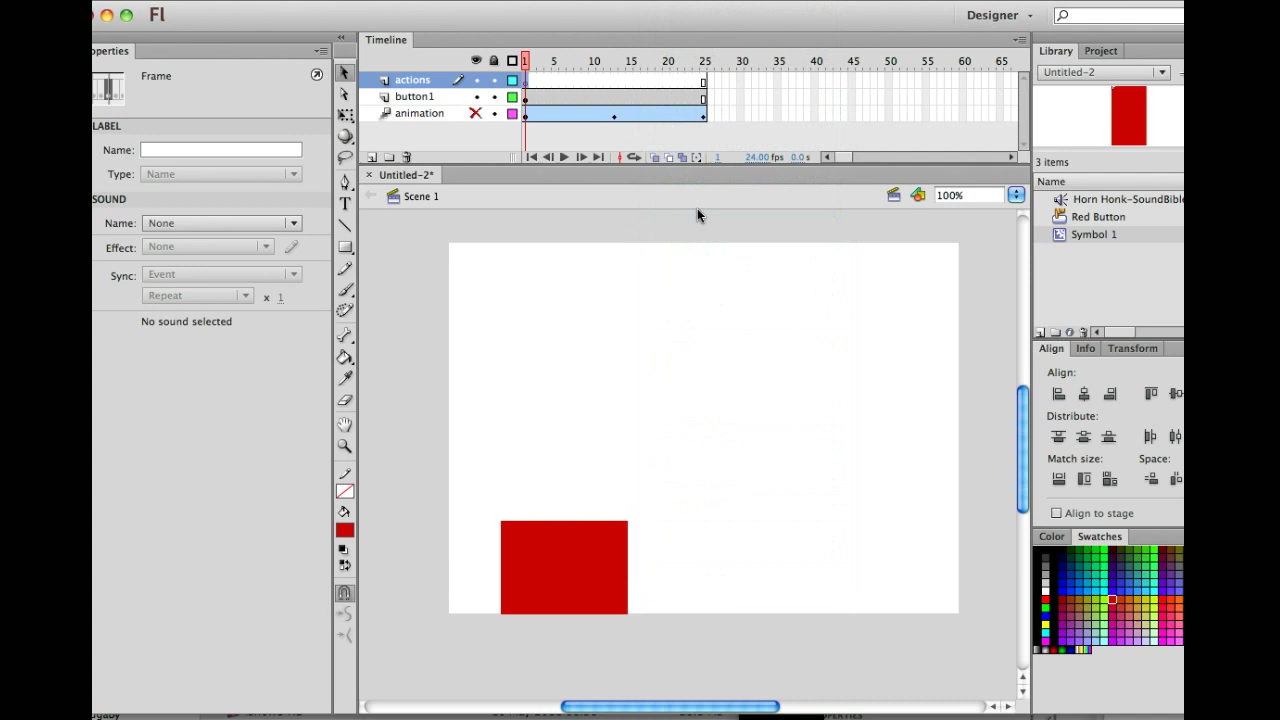 Fl
Designer
operties
Frame
LABEL
Name:
Type: Name
SOUND
Name: None
Effect: None
Sync: Event
Repeat x 1
No sound selected
Timeline
1 5 10 15 20 25 30 35 40 45 50 55 60 65
actions
button1
animation
1 24.00 fps 0.0 s
× Untitled-2*
Scene 1
100%
Library Project
Untitled-2
3 items
Name
Horn Honk-SoundBible
Red Button
Symbol 1
Align Info Transform
Align:
Distribute:
Match size: Space:
Align to stage
Color Swatches